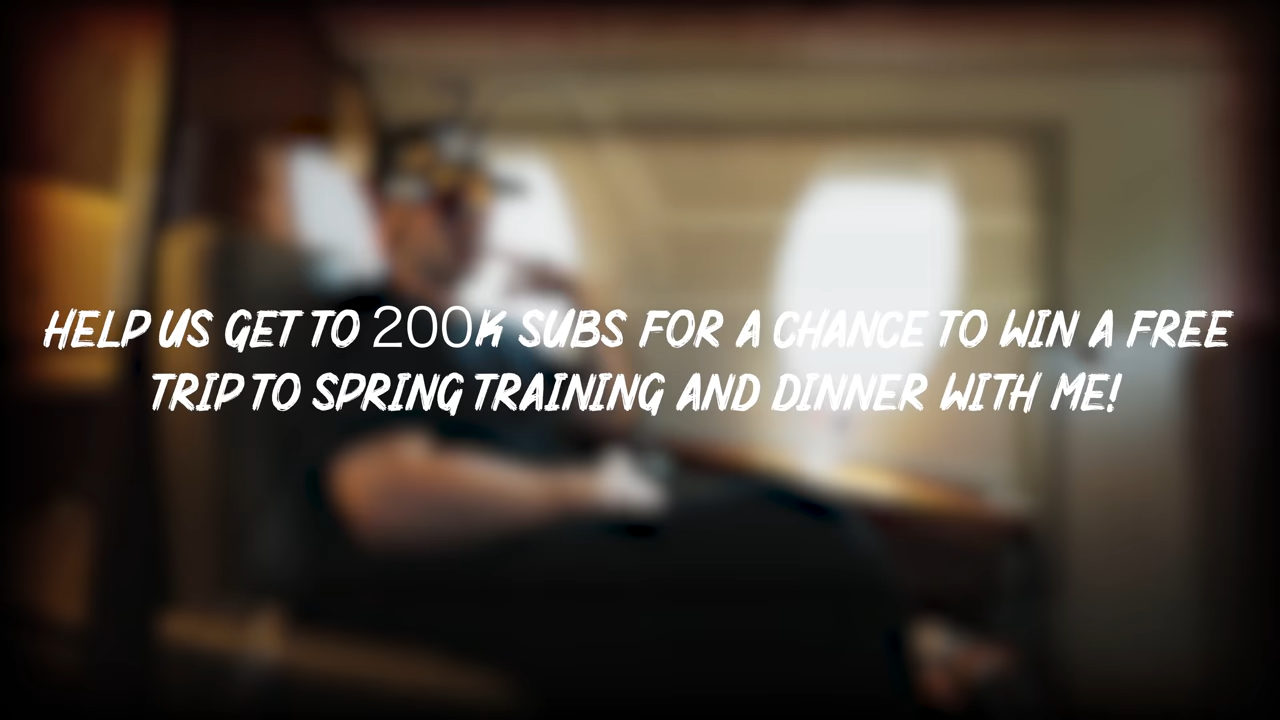 HELP US GET TO 200K SUBS FOR A CHANCE TO WIN A FREE
TRIP TO SPRING TRAINING AND DINNER WITH ME!